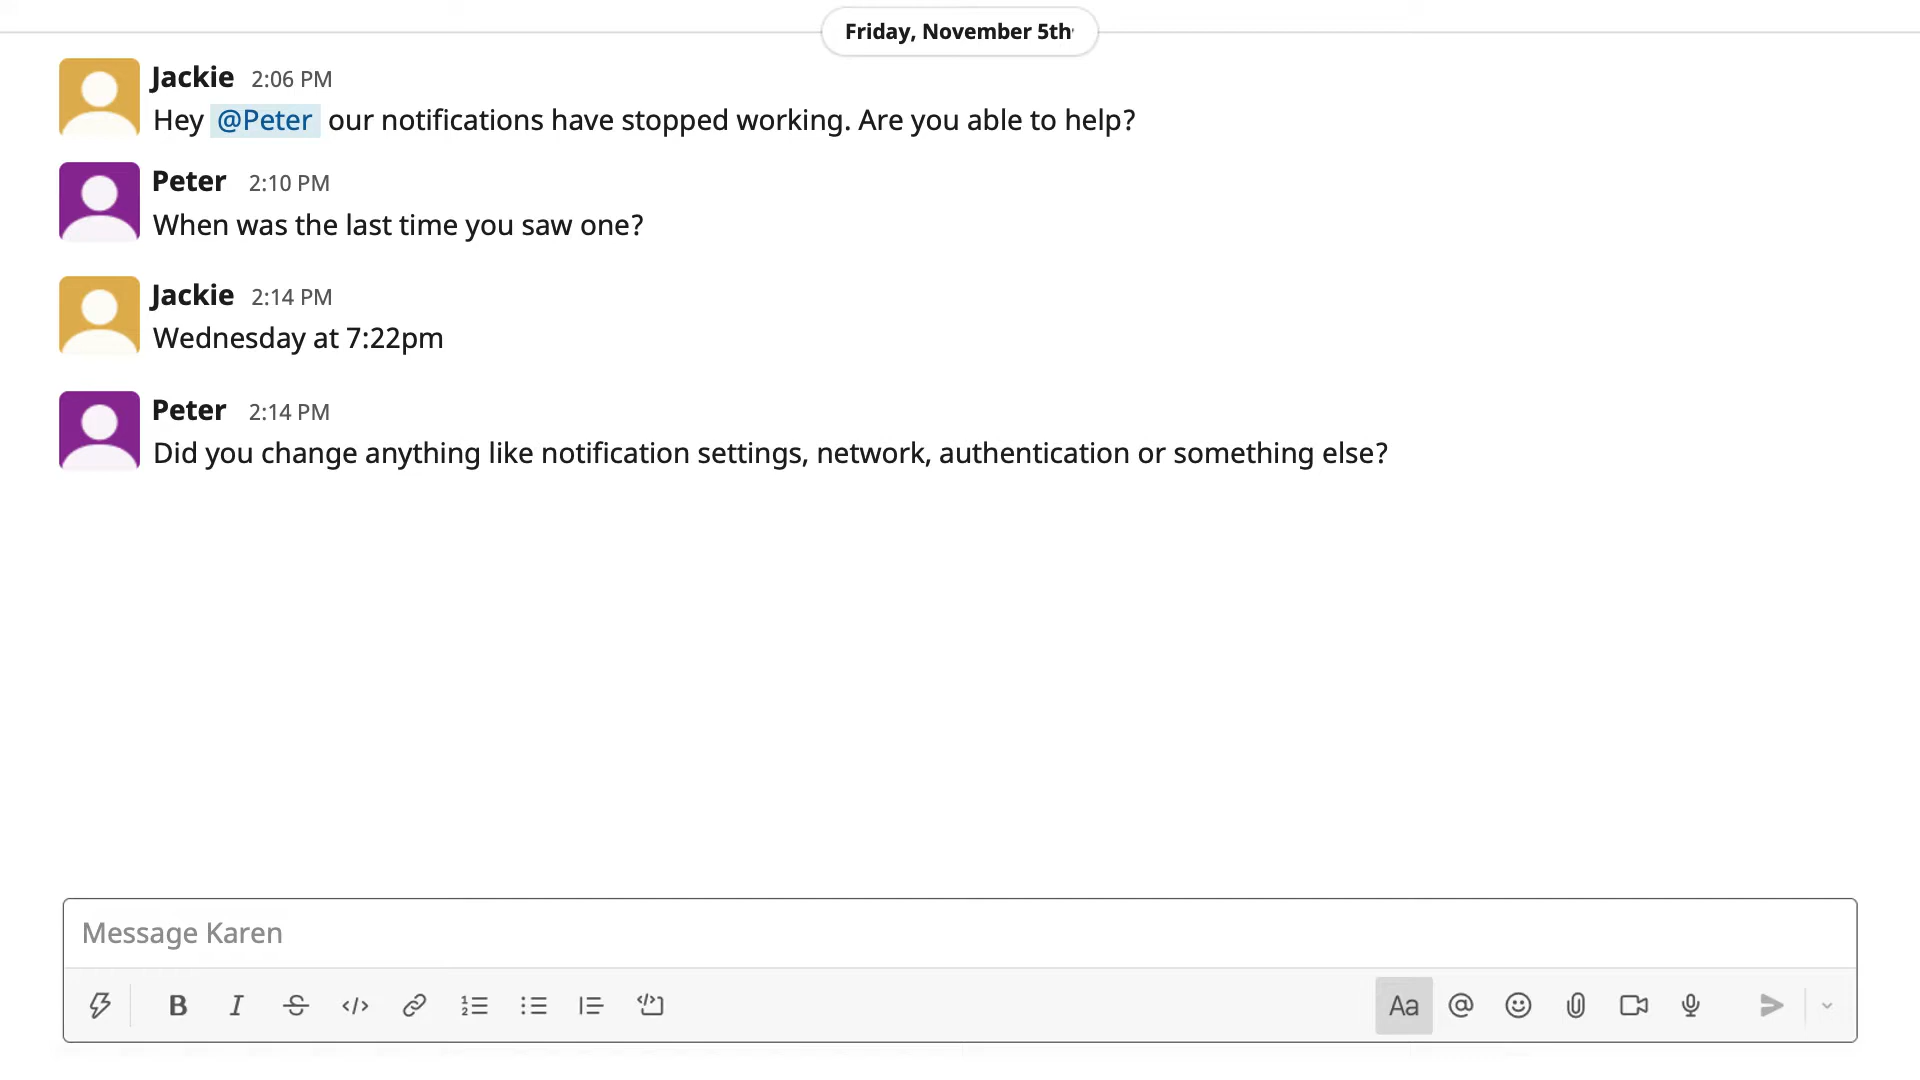 Friday, November 5th
Jackie 2:06 PM
Hey @Peter our notifications have stopped working. Are you able to help?
Peter 2:10 PM
When was the last time you saw one?
Jackie 2:14 PM
Wednesday at 7:22pm
Peter 2:14 PM
Did you change anything like notification settings, network, authentication or something else?
Message Karen
B I S </> Aa @